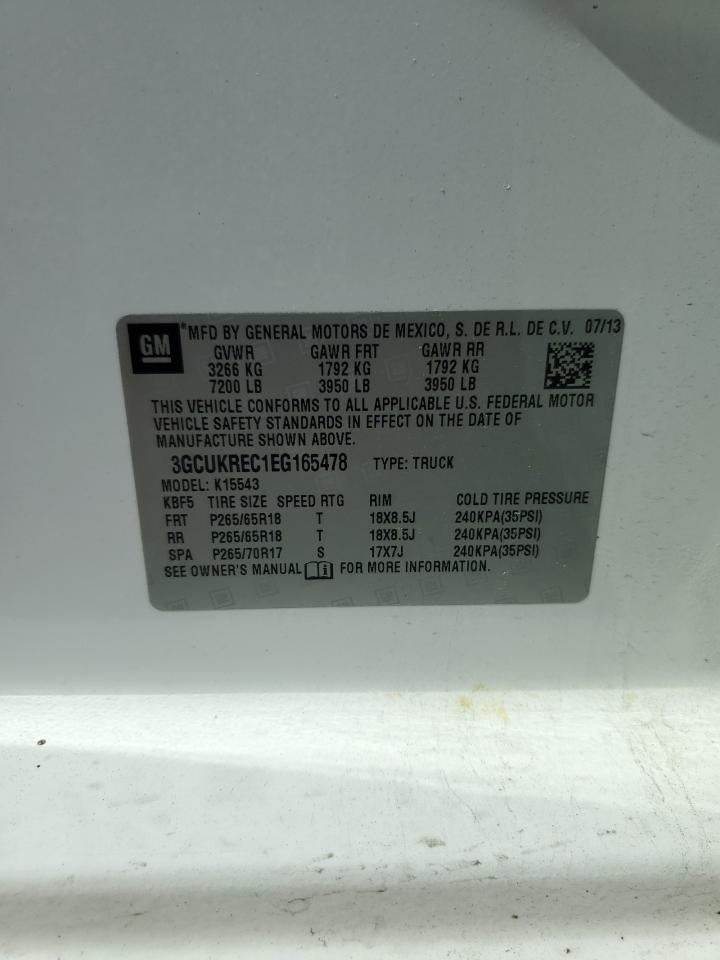 GM ®MFD BY GENERAL MOTORS DE MEXICO, S. DE R.L. DE C.V. 07/13
GVWR GAWR FRT GAWR RR
3266 KG 1792 KG 1792 KG
7200 LB 3950 LB 3950 LB
THIS VEHICLE CONFORMS TO ALL APPLICABLE U.S. FEDERAL MOTOR
VEHICLE SAFETY STANDARDS IN EFFECT ON THE DATE OF
MANUFACTURE SHOWN ABOVE.
3GCUKREC1EG165478 TYPE: TRUCK
MODEL: K15543
KBF5 TIRE SIZE SPEED RTG RIM COLD TIRE PRESSURE
FRT P265/65R18 T 18X8.5J 240KPA(35PSI)
RR P265/65R18 T 18X8.5J 240KPA(35PSI)
SPA P265/70R17 S 17X7J 240KPA(35PSI)
SEE OWNER'S MANUAL FOR MORE INFORMATION.